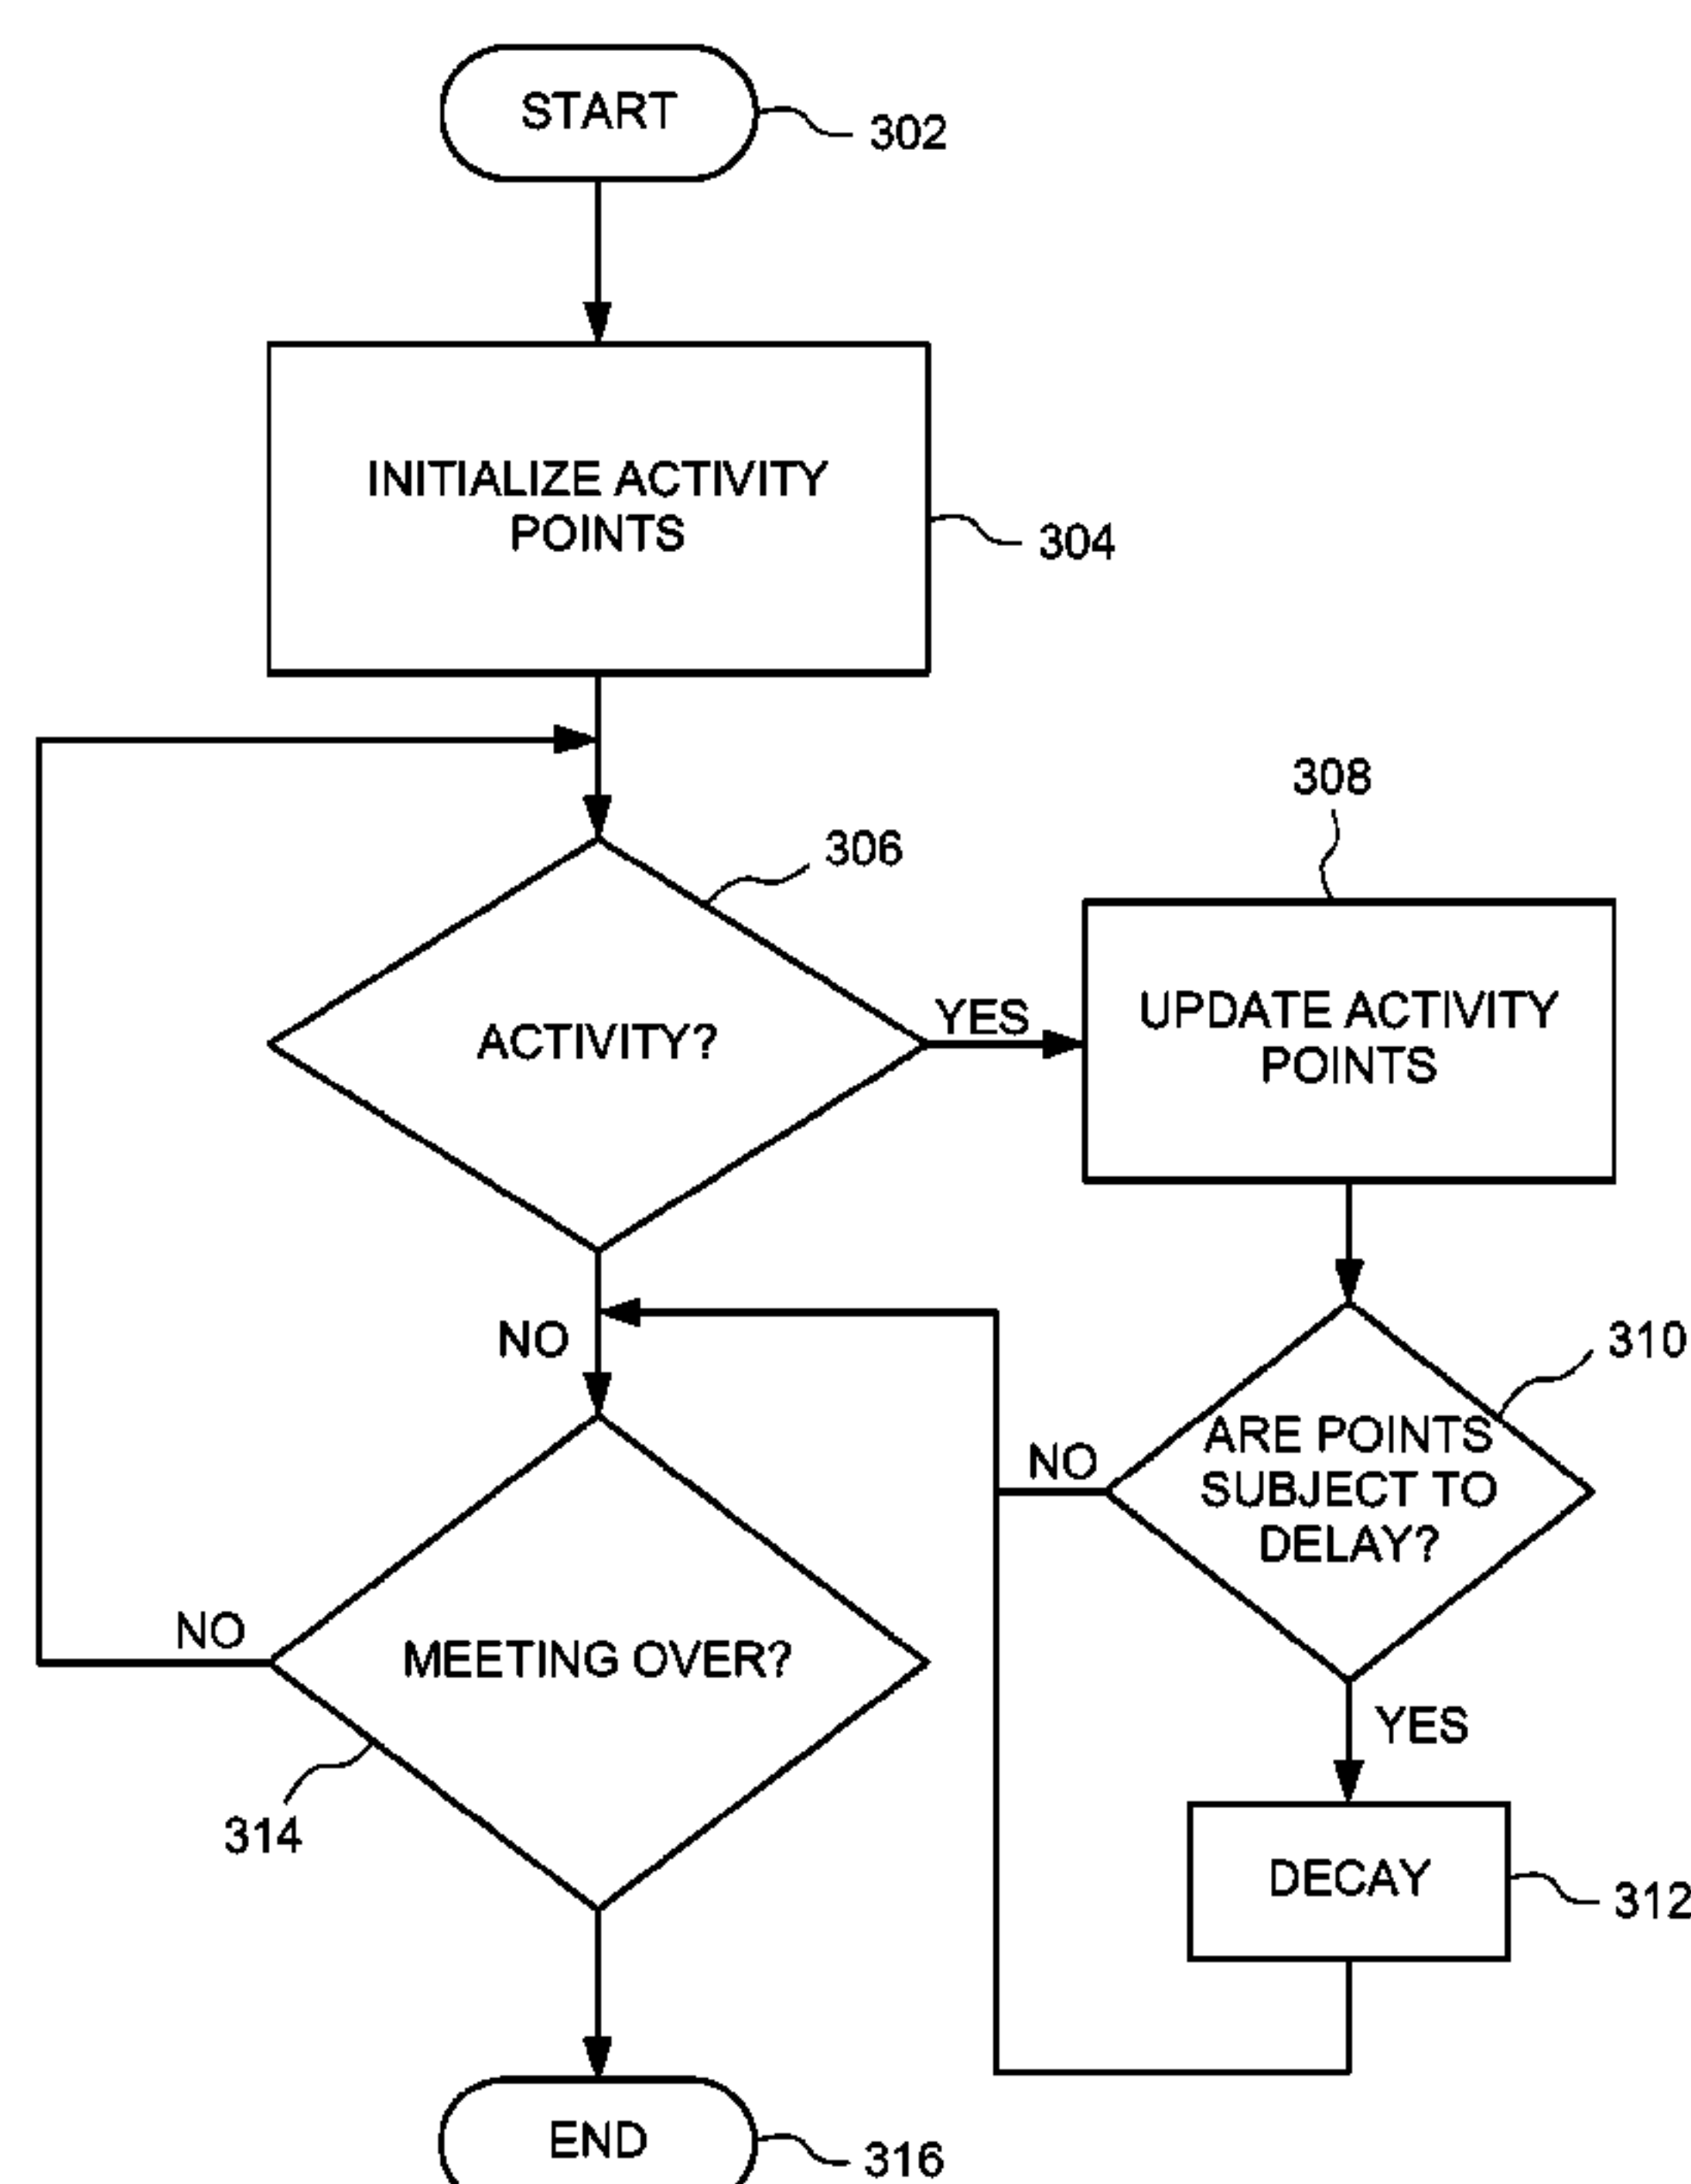 START
302
INITIALIZE ACTIVITY
POINTS
304
308
306
YES
UPDATE ACTIVITY
POINTS
ACTIVITY?
NO
310
ARE POINTS
SUBJECT TO
DELAY?
NO
NO
MEETING OVER?
YES
314
DECAY
312
END
316